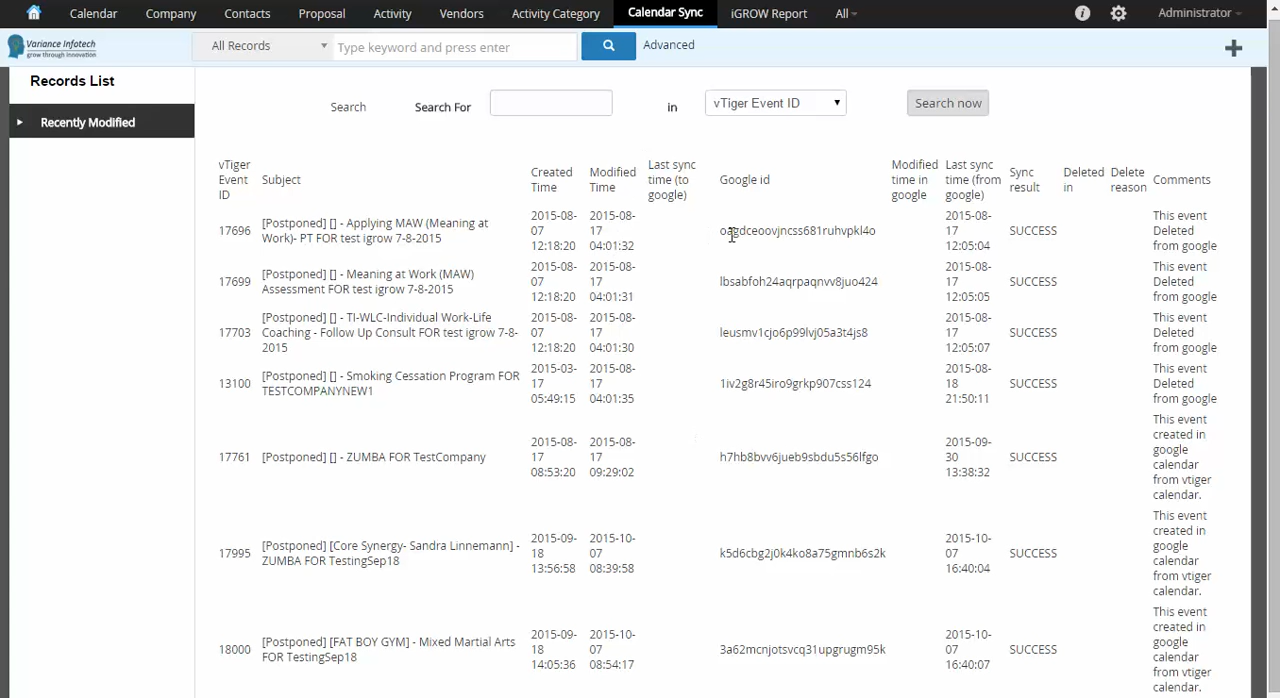 Calendar Company Contacts Proposal Activity Vendors Activity Category Calendar Sync iGROW Report All Administrator
Variance Infotech
grow through innovation
All Records Type keyword and press enter Advanced
Records List
Recently Modified
Search Search For in vTiger Event ID Search now
vTiger Event ID Subject Created Time Modified Time Last sync time (to google) Google id Modified time in google Last sync time (from google) Sync result Deleted in Delete reason Comments
17696 [Postponed] [] - Applying MAW (Meaning at Work)- PT FOR test igrow 7-8-2015 2015-08-07 12:18:20 2015-08-17 04:01:32 oagdceoovjncss681ruhvpkl4o 2015-08-17 12:05:04 SUCCESS This event Deleted from google
17699 [Postponed] [] - Meaning at Work (MAW) Assessment FOR test igrow 7-8-2015 2015-08-07 12:18:20 2015-08-17 04:01:31 lbsabfoh24aqrpaqnvv8juo424 2015-08-17 12:05:05 SUCCESS This event Deleted from google
17703 [Postponed] [] - TI-WLC-Individual Work-Life Coaching - Follow Up Consult FOR test igrow 7-8-2015 2015-08-07 12:18:20 2015-08-17 04:01:30 leusmv1cjo6p99lvj05a3t4js8 2015-08-17 12:05:07 SUCCESS This event Deleted from google
13100 [Postponed] [] - Smoking Cessation Program FOR TESTCOMPANYNEW1 2015-03-17 05:49:15 2015-08-17 04:01:35 1iv2g8r45iro9grkp907css124 2015-08-18 21:50:11 SUCCESS This event Deleted from google
17761 [Postponed] [] - ZUMBA FOR TestCompany 2015-08-17 08:53:20 2015-08-17 09:29:02 h7hb8bvv6jueb9sbdu5s56lfgo 2015-09-30 13:38:32 SUCCESS This event created in google calendar from vtiger calendar.
17995 [Postponed] [Core Synergy- Sandra Linnemann] - ZUMBA FOR TestingSep18 2015-09-18 13:56:58 2015-10-07 08:39:58 k5d6cbg2j0k4ko8a75gmnb6s2k 2015-10-07 16:40:04 SUCCESS This event created in google calendar from vtiger calendar.
18000 [Postponed] [FAT BOY GYM] - Mixed Martial Arts FOR TestingSep18 2015-09-18 14:05:36 2015-10-07 08:54:17 3a62mcnjotsvcq31upgrugm95k 2015-10-07 16:40:07 SUCCESS This event created in google calendar from vtiger calendar.